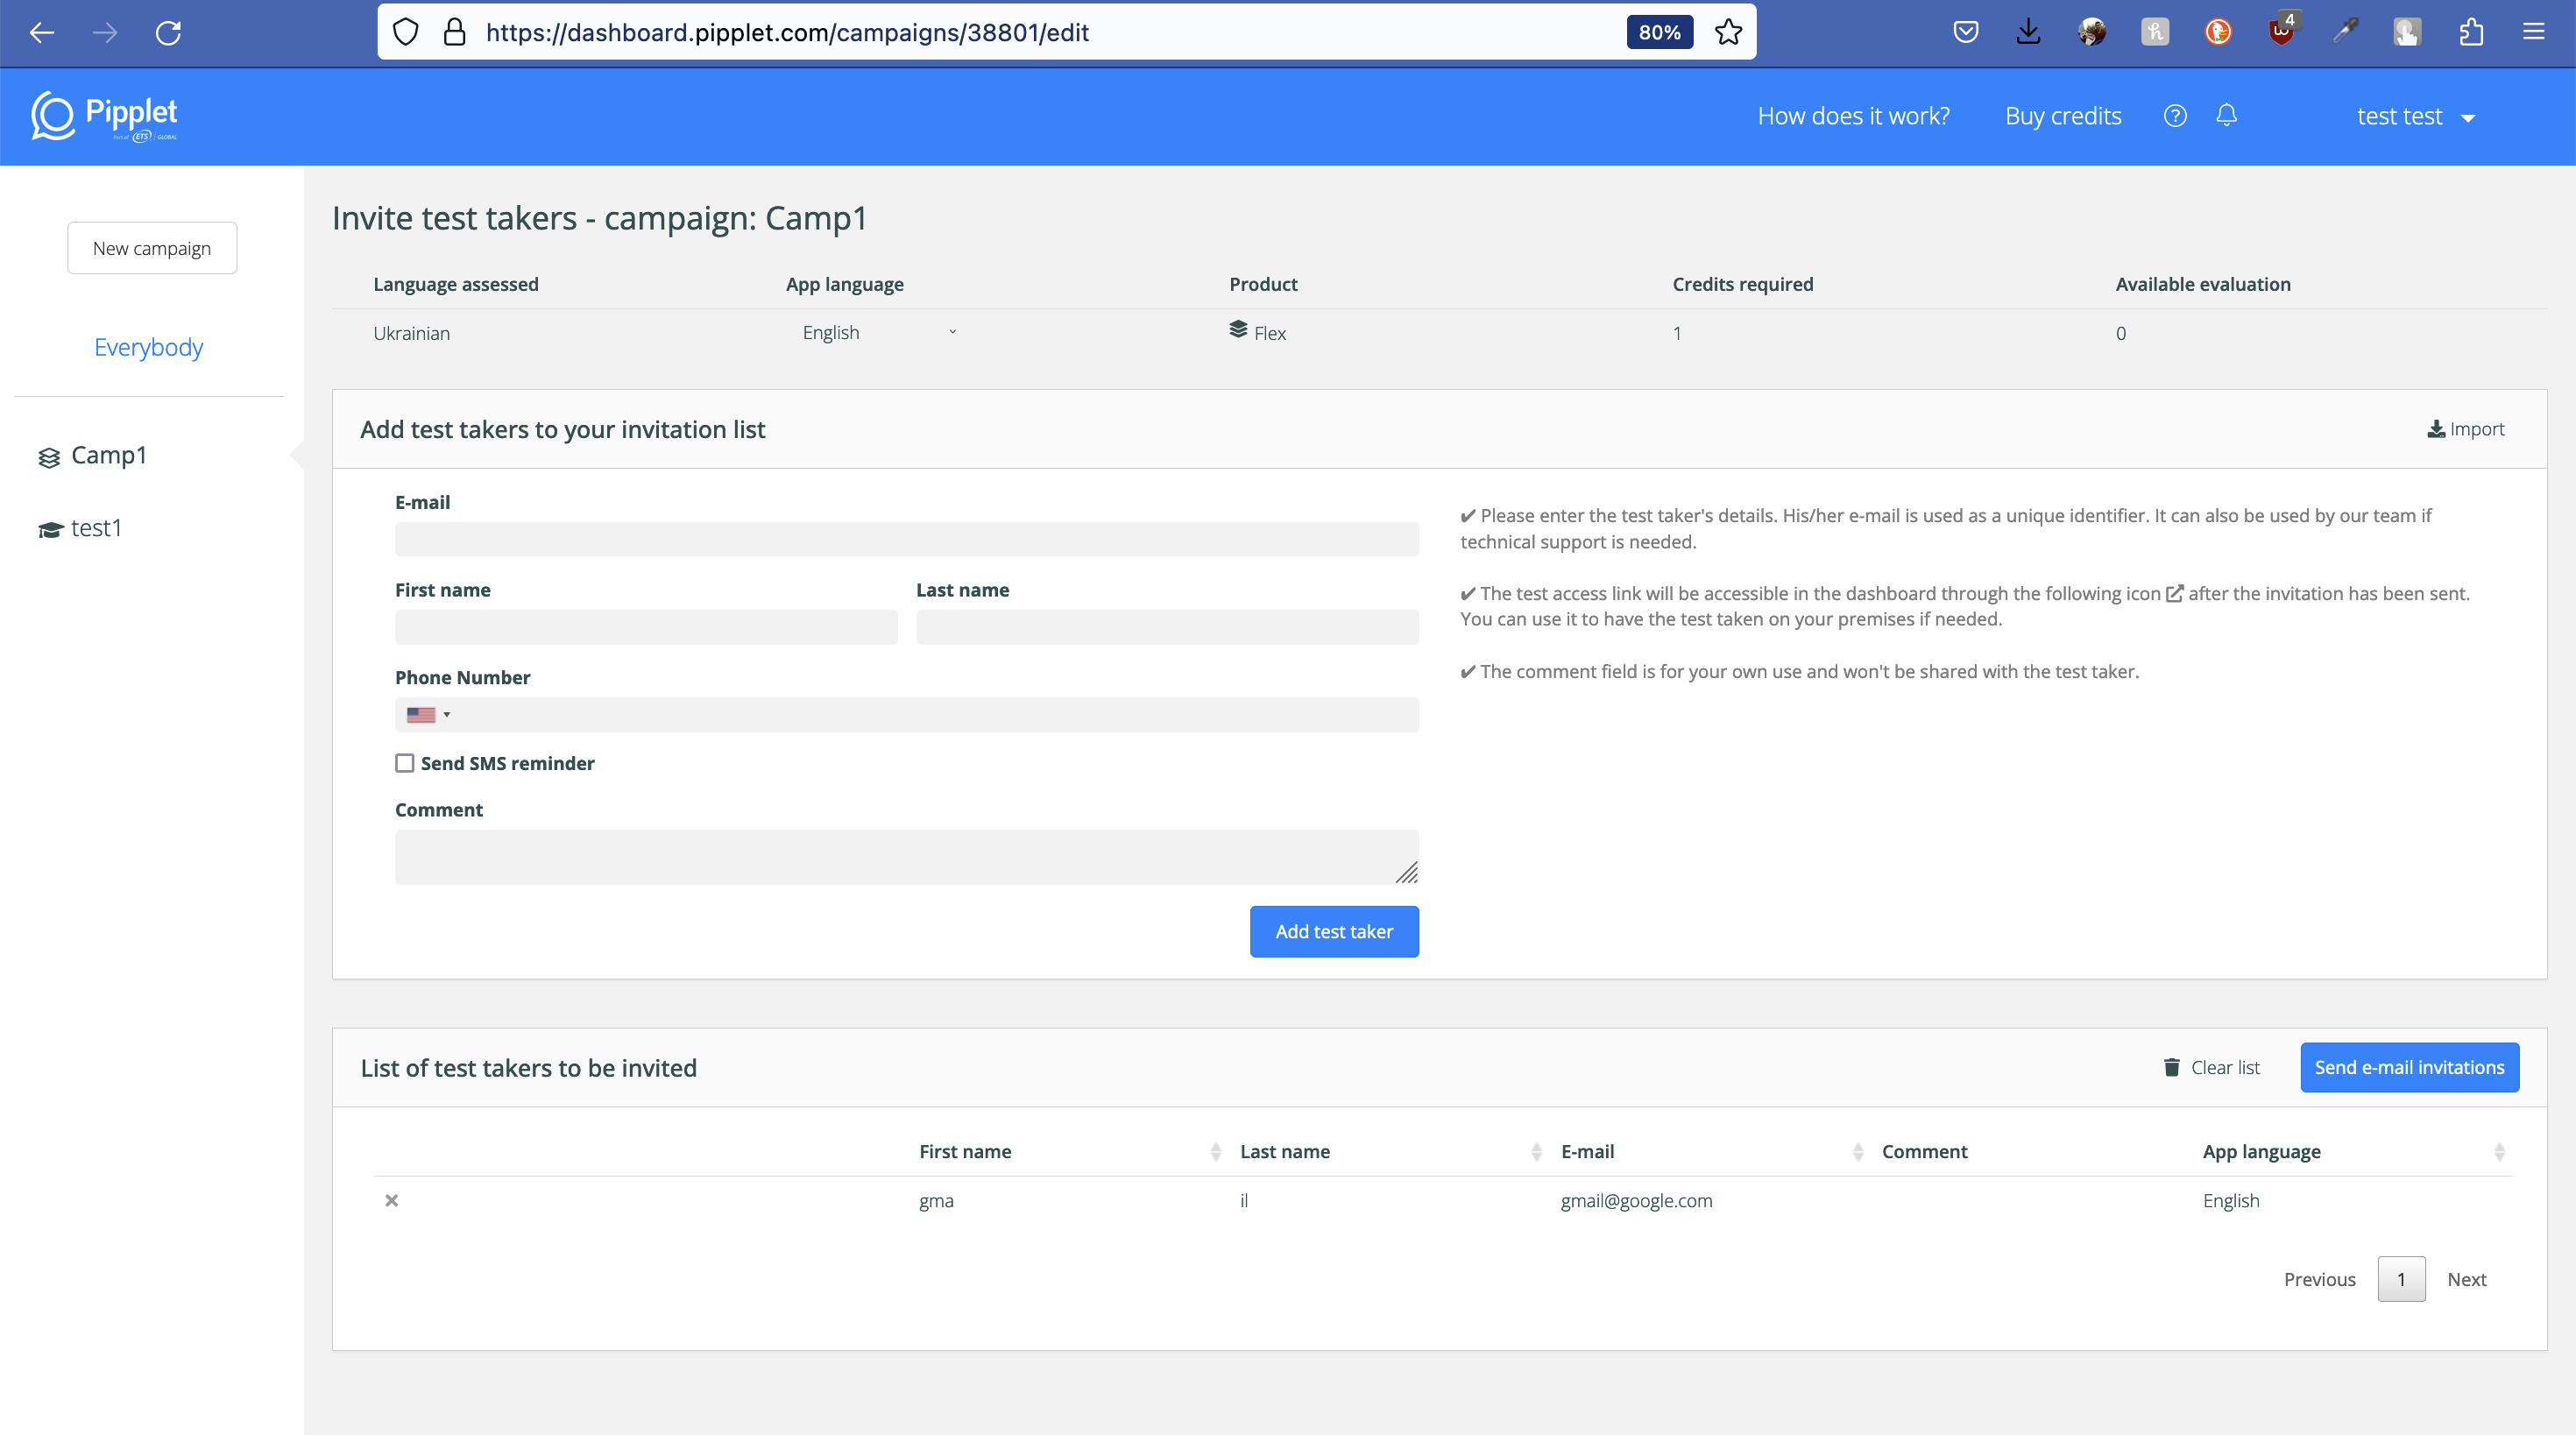 https://dashboard.pipplet.com/campaigns/38801/edit
80%
4
Pipplet
Part of ETS GLOBAL
How does it work?
Buy credits
test test
New campaign
Everybody
Camp1
test1
Invite test takers - campaign: Camp1
Language assessed App language Product Credits required Available evaluation
Ukrainian English Flex 1 0
Add test takers to your invitation list
Import
E-mail
First name Last name
Phone Number
Send SMS reminder
Comment
Add test taker
✔ Please enter the test taker's details. His/her e-mail is used as a unique identifier. It can also be used by our team if
technical support is needed.
✔ The test access link will be accessible in the dashboard through the following icon after the invitation has been sent.
You can use it to have the test taken on your premises if needed.
✔ The comment field is for your own use and won't be shared with the test taker.
List of test takers to be invited
Clear list
Send e-mail invitations
First name Last name E-mail Comment App language
gma il gmail@google.com English
Previous 1 Next